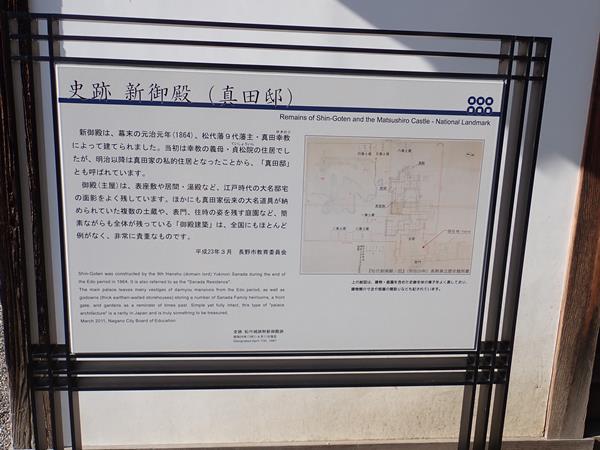 史跡 新御殿 (真田邸)
Remains of Shin-Goten and the Matsushiro Castle - National Landmark
新御殿は、幕末の元治元年(1864)、松代藩9代藩主・真田幸教
によって建てられました。当初は幸教の義母・貞松院の住居でし
たが、明治以降は真田家の私的住居となったことから、「真田邸」
とも呼ばれています。
御殿(主屋)は、表座敷や居間・湯殿など、江戸時代の大名邸宅
の面影をよく残しています。ほかにも真田家伝来の大名道具が納
められていた複数の土蔵や、表門、往時の姿を残す庭園など、簡
素ながらも全体が残っている「御殿建築」は、全国にもほとんど
例がなく、非常に貴重なものです。
平成23年3月 長野市教育委員会
Shin-Goten was constructed by the 9th Hanshu (domain lord) Yukinori Sanada during the end of
the Edo period in 1864. It is also referred to as the "Sanada Residence".
The main palace leaves many vestiges of daimyou mansions from the Edo period, as well as
godowns (thick earthen-walled storehouses) storing a number of Sanada Family heirlooms, a front
gate, and gardens as a reminder of times past. Simple yet fully intact, this type of "palace
architecture" is a rarity in Japan and is truly something to be treasured.
March 2011, Nagano City Board of Education
史跡 松代城跡附新御殿跡